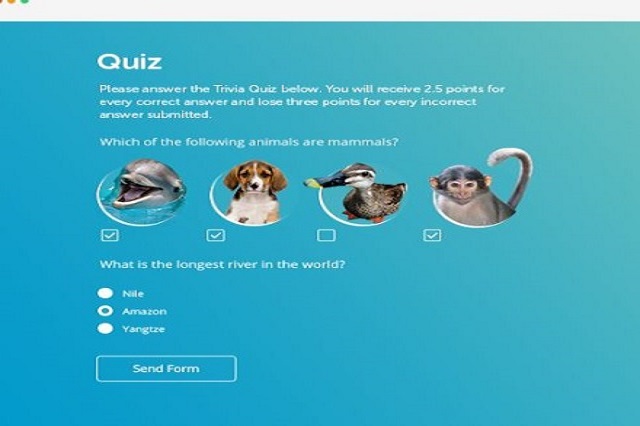 Quiz
Please answer the Trivia Quiz below. You will receive 2.5 points for
every correct answer and lose three points for every incorrect
answer submitted.
Which of the following animals are mammals?
What is the longest river in the world?
Nile
Amazon
Yangtze
Send Form